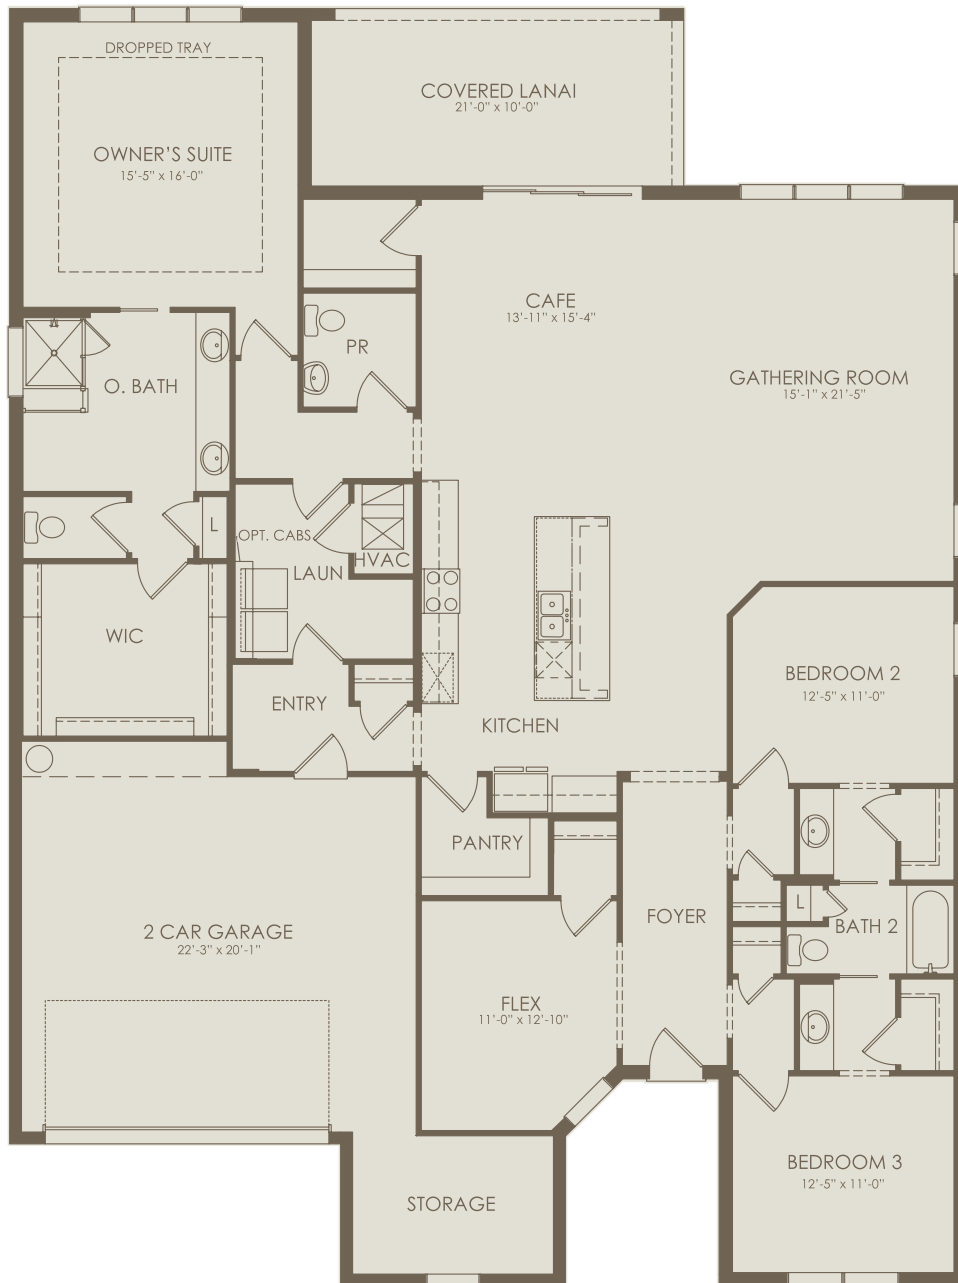 DROPPED TRAY
COVERED LANAI
21'-0" x 10'-0"
OWNER'S SUITE
15'-5" x 16'-0"
CAFE
13'-11" x 15'-4"
PR
GATHERING ROOM
15'-1" x 21'-5"
O. BATH
L
OPT. CABS
HVAC
LAUN
WIC
BEDROOM 2
12'-5" x 11'-0"
ENTRY
KITCHEN
PANTRY
L
FOYER
BATH 2
2 CAR GARAGE
22'-3" x 20'-1"
FLEX
11'-0" x 12'-10"
BEDROOM 3
12'-5" x 11'-0"
STORAGE